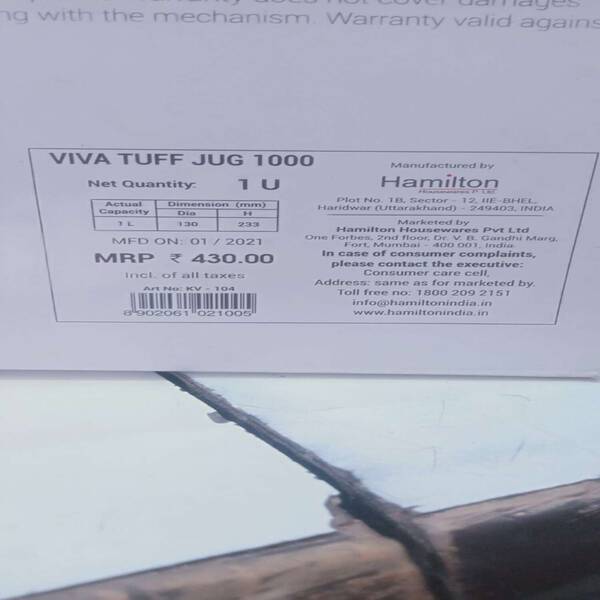 ng with the mechanism. Warranty valid agains
VIVA TUFF JUG 1000
Net Quantity: 1 U
Actual Capacity Dimension (mm)
Dia H
1 L 130 233
MFD ON: 01 / 2021
MRP ₹ 430.00
Incl. of all taxes
Art No: KV - 104
8 902061 021005
Manufactured by
Hamilton
Housewares P. Ltd.
Plot No. 1B, Sector - 12, IIE-BHEL,
Haridwar (Uttarakhand) - 249403, INDIA
Marketed by
Hamilton Housewares Pvt Ltd
One Forbes, 2nd floor, Dr. V. B. Gandhi Marg,
Fort, Mumbai - 400 001, India.
In case of consumer complaints,
please contact the executive:
Consumer care cell,
Address: same as for marketed by.
Toll free no: 1800 209 2151
info@hamiltonindia.in
www.hamiltonindia.in